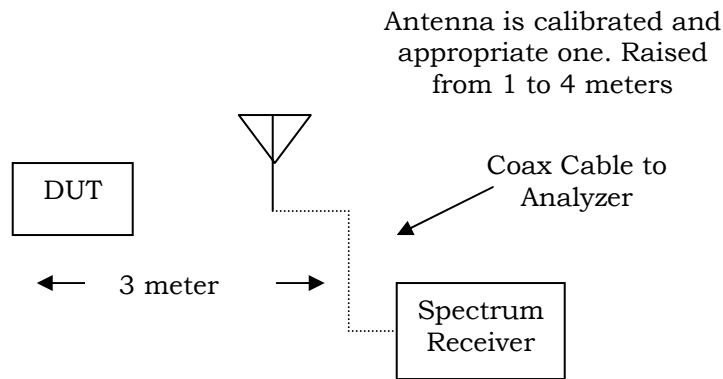 Antenna is calibrated and
appropriate one. Raised
from 1 to 4 meters
DUT
Coax Cable to
Analyzer
3 meter
Spectrum
Receiver